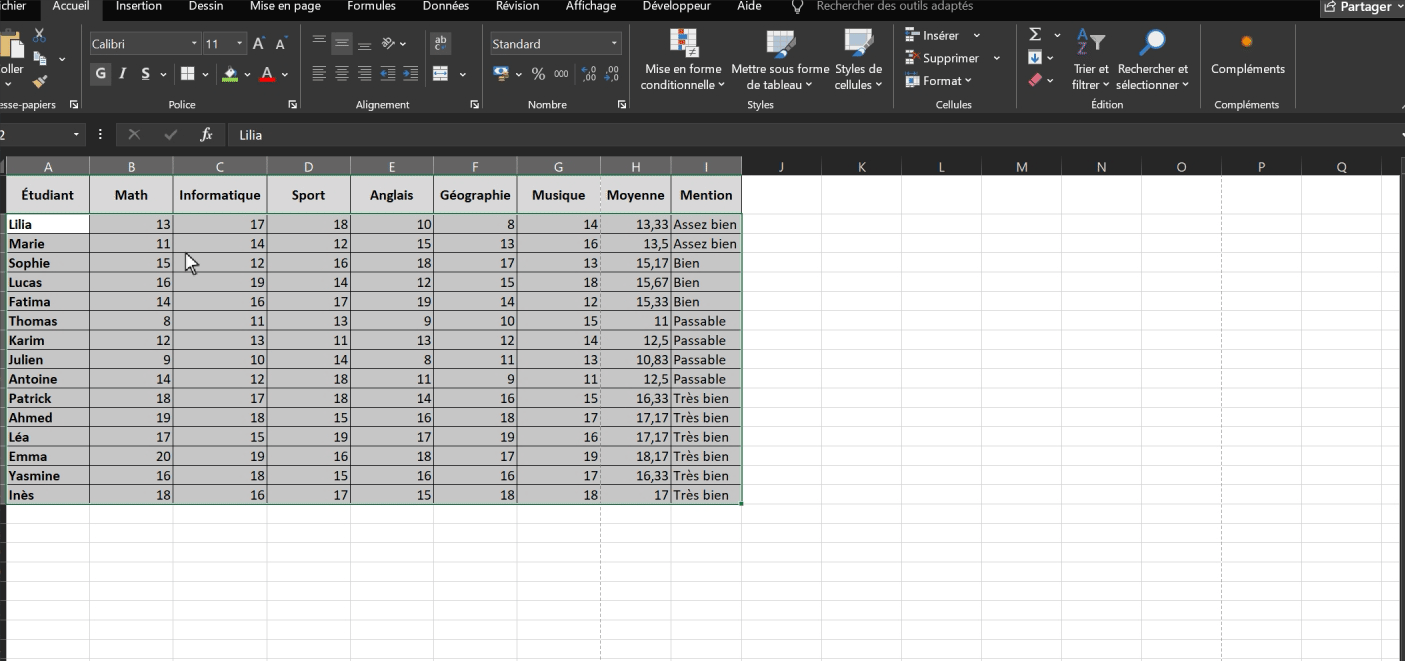 ichier Accueil Insertion Dessin Mise en page Formules Données Révision Affichage Développeur Aide Rechercher des outils adaptés Partager
oller
Calibri 11 A A ab Standard
G I S A % 000
Mise en forme conditionnelle
Mettre sous forme de tableau
Styles de cellules
Insérer
Supprimer
Format
Σ
Trier et filtrer
Rechercher et sélectionner
Compléments
esse-papiers Police Alignement Nombre Styles Cellules Édition Compléments
2 fx Lilia
A B C D E F G H I J K L M N O P Q
Étudiant Math Informatique Sport Anglais Géographie Musique Moyenne Mention
Lilia 13 17 18 10 8 14 13,33 Assez bien
Marie 11 14 12 15 13 16 13,5 Assez bien
Sophie 15 12 16 18 17 13 15,17 Bien
Lucas 16 19 14 12 15 18 15,67 Bien
Fatima 14 16 17 19 14 12 15,33 Bien
Thomas 8 11 13 9 10 15 11 Passable
Karim 12 13 11 13 12 14 12,5 Passable
Julien 9 10 14 8 11 13 10,83 Passable
Antoine 14 12 18 11 9 11 12,5 Passable
Patrick 18 17 18 14 16 15 16,33 Très bien
Ahmed 19 18 15 16 18 17 17,17 Très bien
Léa 17 15 19 17 19 16 17,17 Très bien
Emma 20 19 16 18 17 19 18,17 Très bien
Yasmine 16 18 15 16 16 17 16,33 Très bien
Inès 18 16 17 15 18 18 17 Très bien